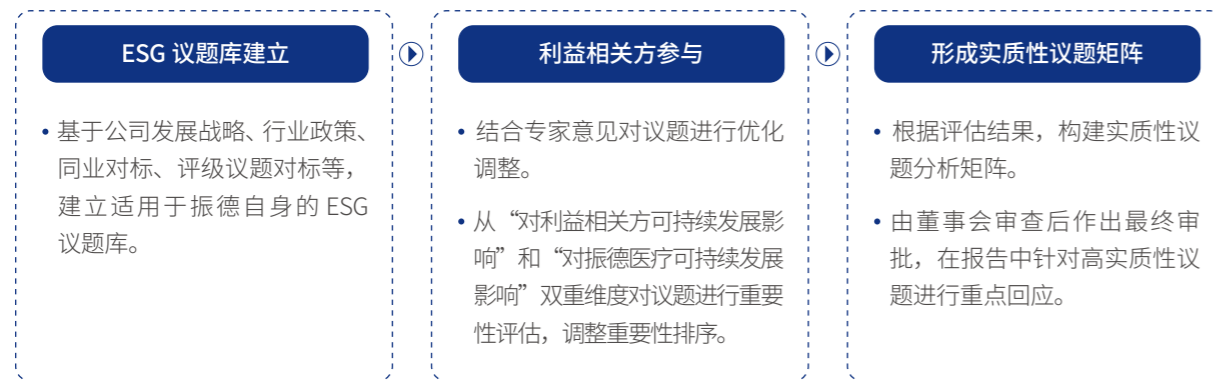 ESG 议题库建立
• 基于公司发展战略、行业政策、
同业对标、评级议题对标等，
建立适用于振德自身的 ESG
议题库。
利益相关方参与
• 结合专家意见对议题进行优化
调整。
• 从“对利益相关方可持续发展影
响”和“对振德医疗可持续发展
影响”双重维度对议题进行重要
性评估，调整重要性排序。
形成实质性议题矩阵
• 根据评估结果，构建实质性议
题分析矩阵。
• 由董事会审查后作出最终审
批，在报告中针对高实质性议
题进行重点回应。